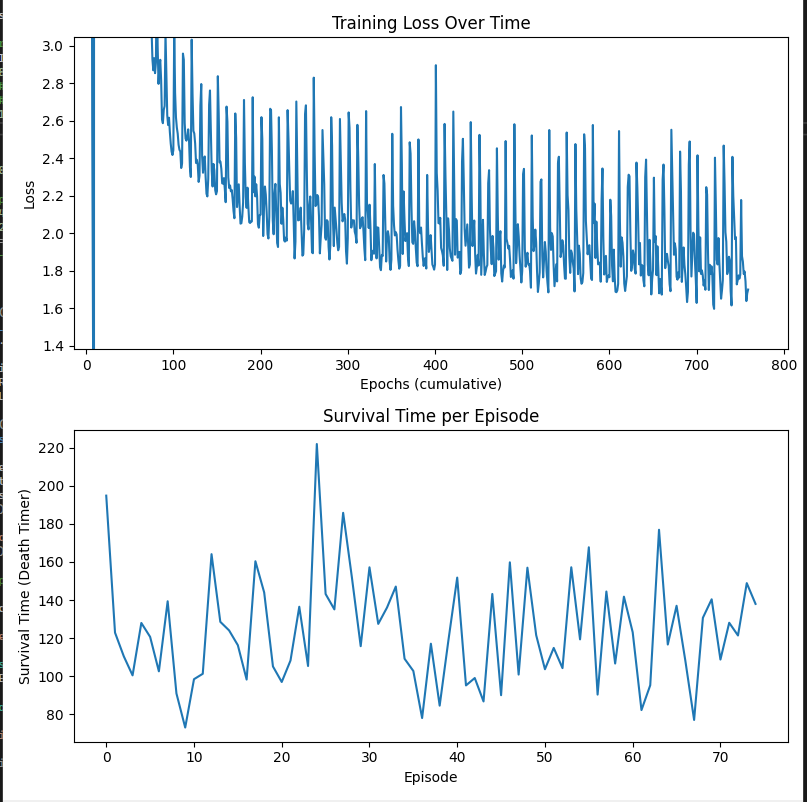 Training Loss Over Time
3.0
2.8
2.6
2.4
2.2
2.0
1.8
1.6
1.4
Loss
0 100 200 300 400 500 600 700 800
Epochs (cumulative)
Survival Time per Episode
220
200
180
160
140
120
100
80
Survival Time (Death Timer)
0 10 20 30 40 50 60 70
Episode